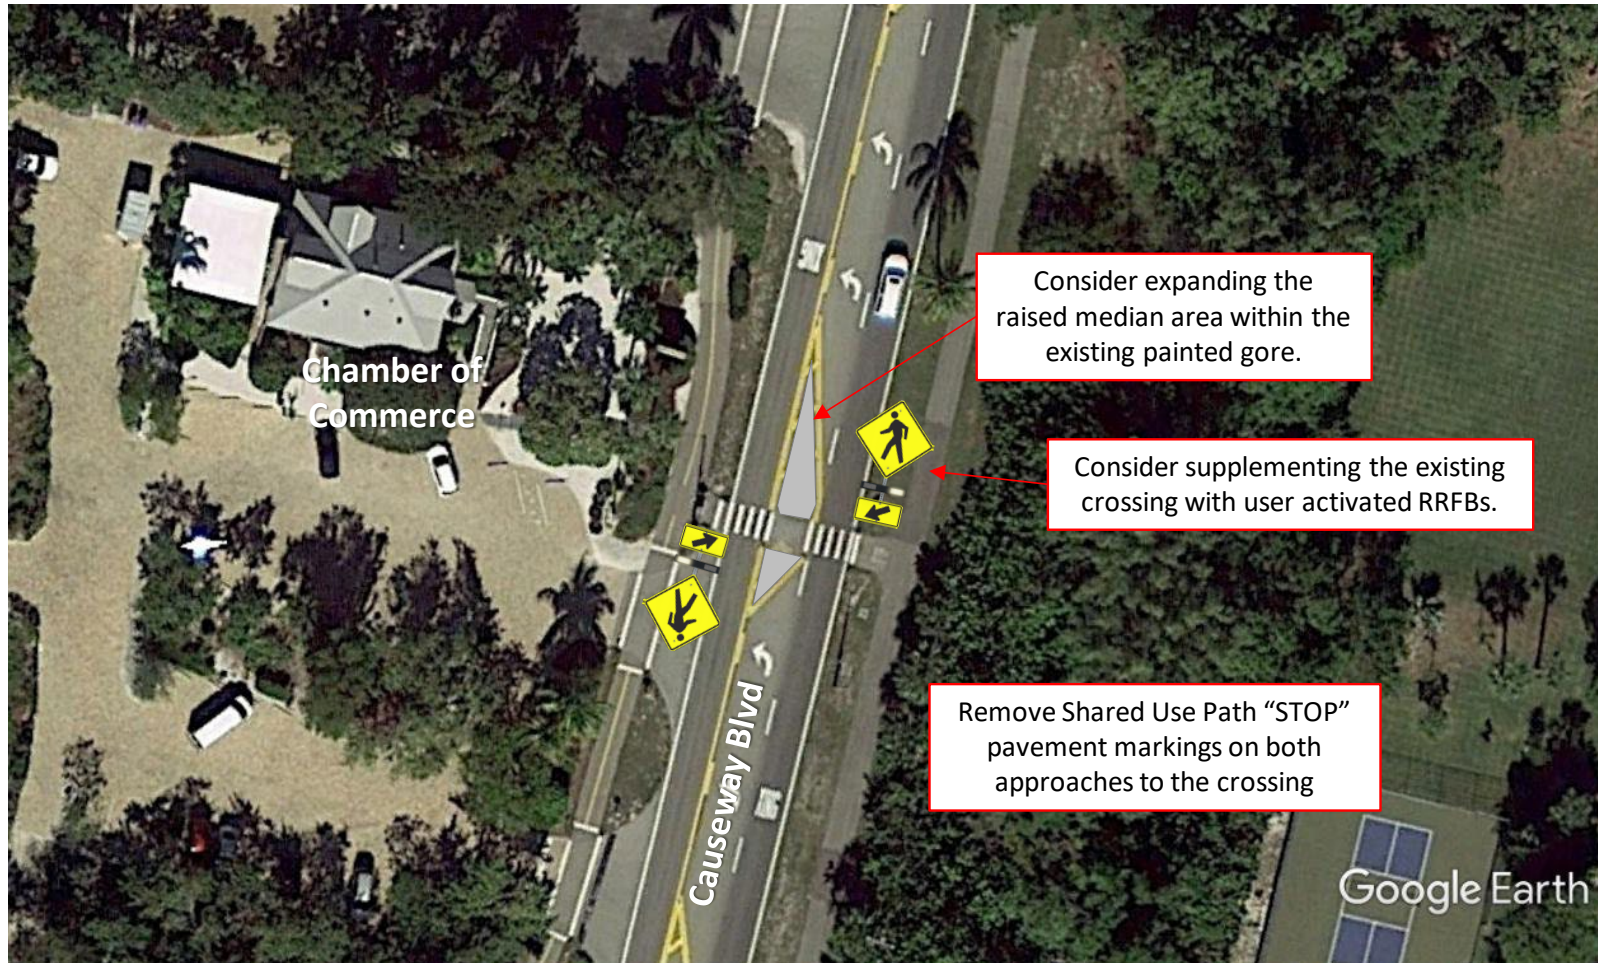 Consider expanding the
raised median area within the
existing painted gore.
Chamber of
Commerce
Consider supplementing the existing
crossing with user activated RRFBs.
Remove Shared Use Path “STOP”
pavement markings on both
approaches to the crossing
Causeway Blvd
Google Earth